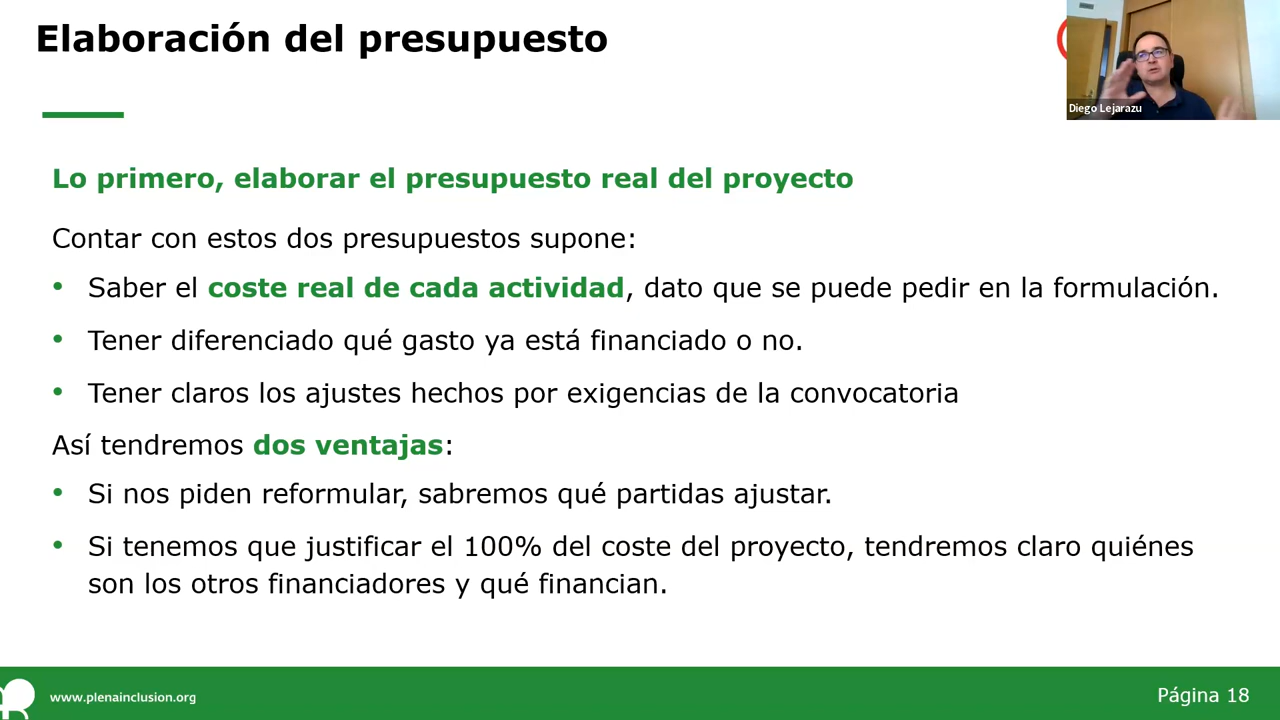 Elaboración del presupuesto
Diego Lejarazu
Lo primero, elaborar el presupuesto real del proyecto
Contar con estos dos presupuestos supone:
• Saber el coste real de cada actividad, dato que se puede pedir en la formulación.
• Tener diferenciado qué gasto ya está financiado o no.
• Tener claros los ajustes hechos por exigencias de la convocatoria
Así tendremos dos ventajas:
• Si nos piden reformular, sabremos qué partidas ajustar.
• Si tenemos que justificar el 100% del coste del proyecto, tendremos claro quiénes
son los otros financiadores y qué financian.
www.plenainclusion.org
Página 18